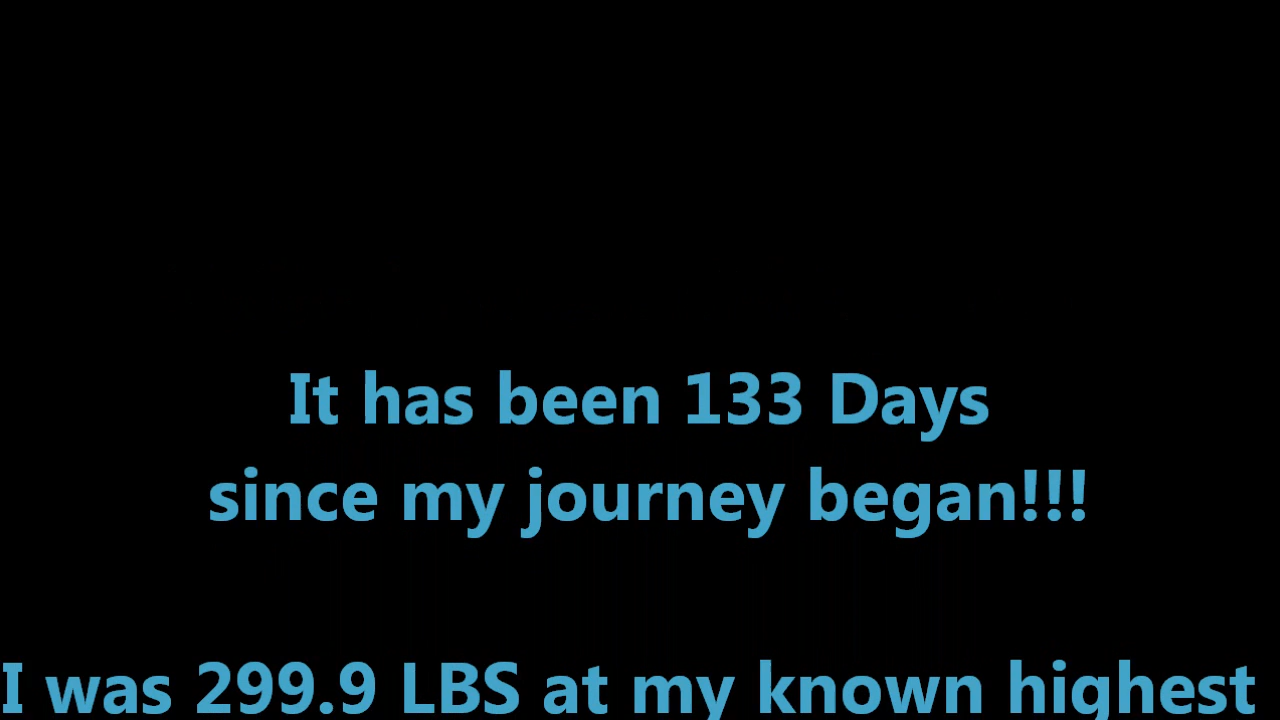 It has been 133 Days
since my journey began!!!
I was 299.9 LBS at my known highest